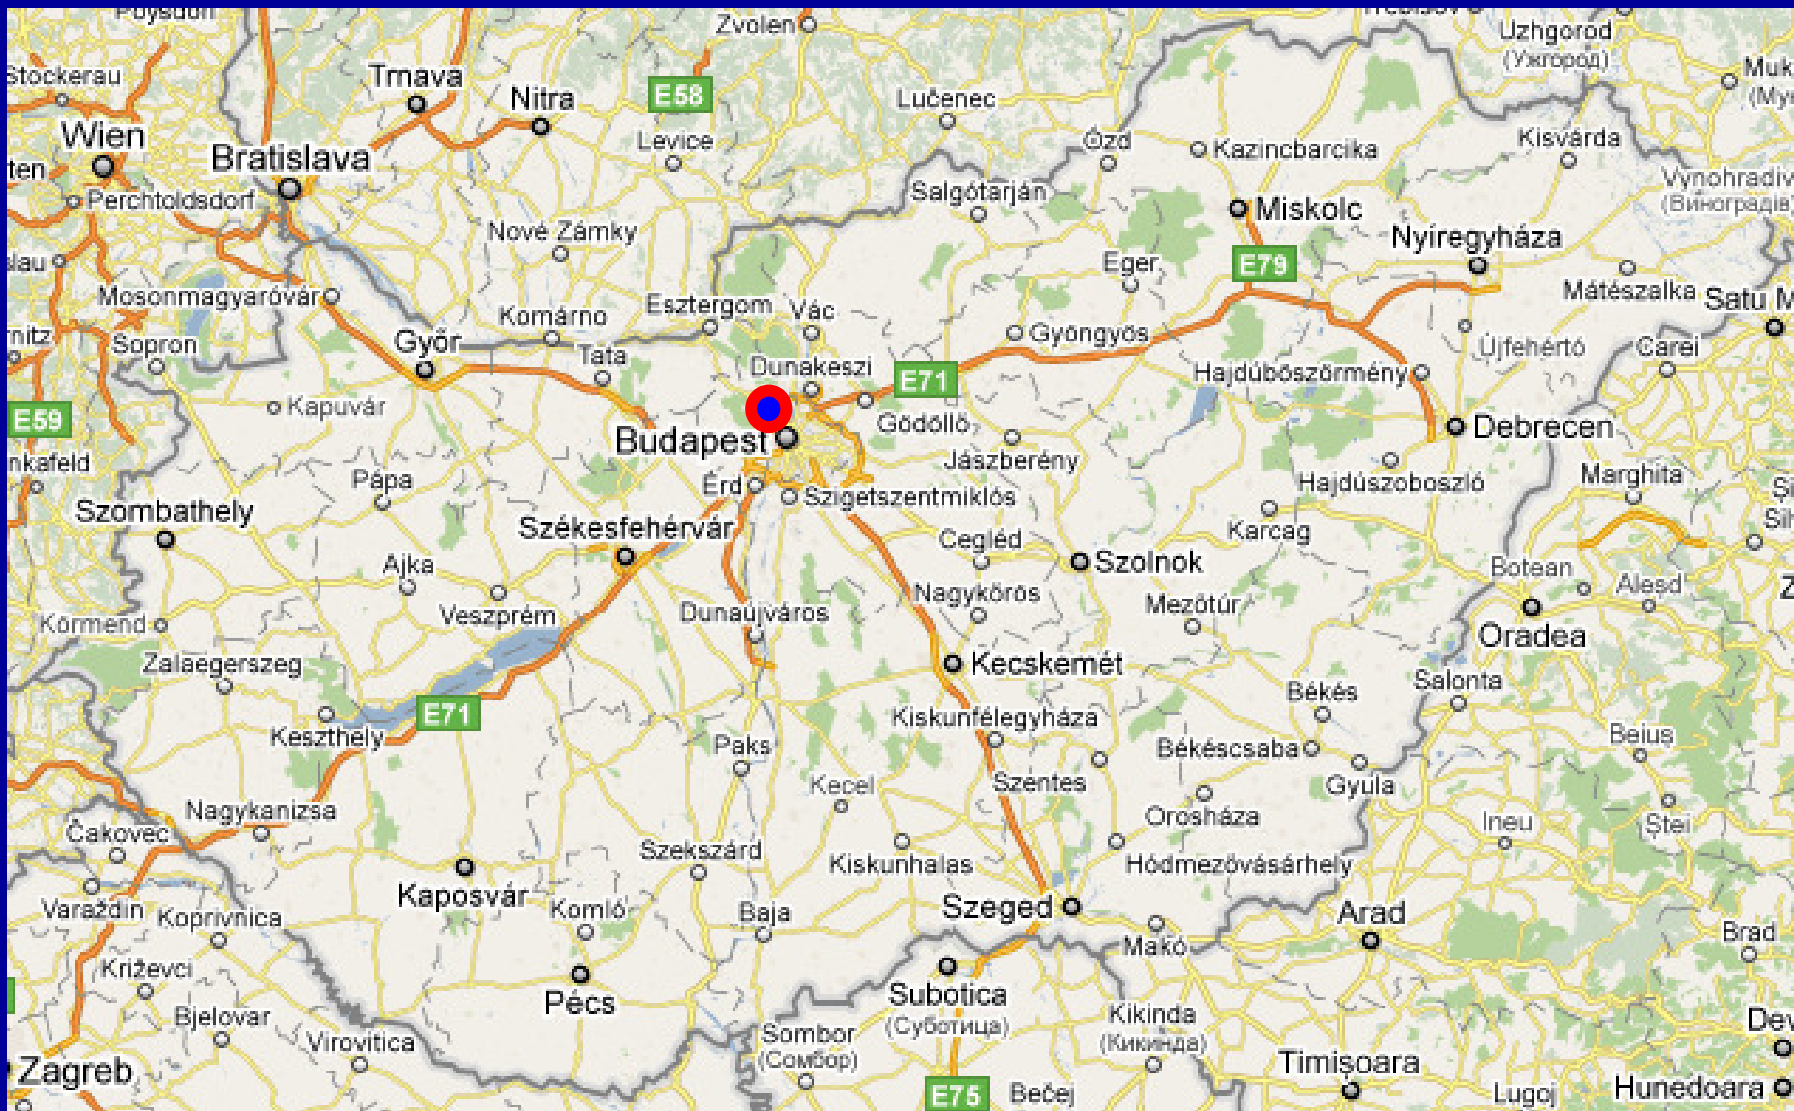 Zvolen
Uzhgorod
(Ужгород)
Stockerau
Trnava
Nitra
E58
Lučenec
Wien
Bratislava
Levice
Ózd
Kazincbarcika
Kisvárda
Perchtoldsdorf
Salgótarján
Miskolc
Nové Zámky
Nyíregyháza
Eger
E79
Mosonmagyaróvár
Komárno
Esztergom
Vác
Mátészalka
Győr
Sopron
Tata
Gyöngyös
Újfehértó
Carei
Dunakeszi
E71
Hajdúböszörmény
E59
Kapuvár
Gödöllő
Budapest
Debrecen
Jászberény
Pápa
Érd
Szigetszentmiklós
Hajdúszoboszló
Marghita
Szombathely
Székesfehérvár
Karcag
Cegléd
Szolnok
Ajka
Botean
Alesd
Veszprém
Dunaújváros
Nagykőrös
Mezőtúr
Körmend
Oradea
Zalaegerszeg
Kecskemét
Salonta
Békés
E71
Keszthely
Kiskunfélegyháza
Paks
Békéscsaba
Beiuș
Szentes
Kecel
Gyula
Nagykanizsa
Orosháza
Ineu
Ștei
Čakovec
Szekszárd
Kiskunhalas
Hódmezővásárhely
Kaposvár
Varaždin
Koprivnica
Komló
Baja
Szeged
Arad
Makó
Brad
Križevci
Pécs
Subotica
(Суботица)
Bjelovar
Virovitica
Sombor
(Сомбор)
Kikinda
(Кикинда)
Zagreb
Timișoara
E75
Bečej
Lugoj
Hunedoara